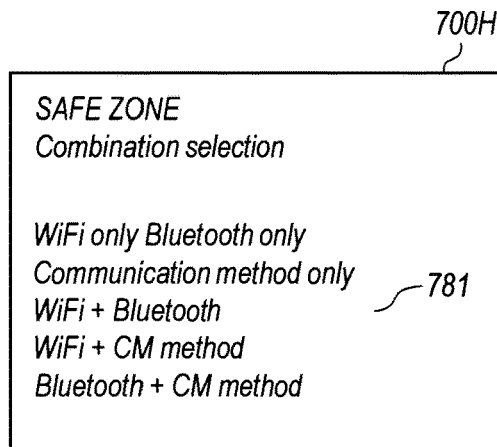 700H
SAFE ZONE
Combination selection
WiFi only Bluetooth only
Communication method only
WiFi + Bluetooth
781
WiFi + CM method
Bluetooth + CM method